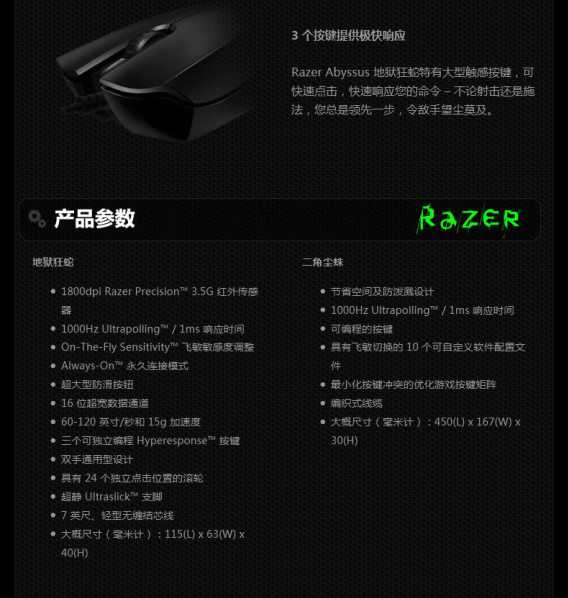 3 个按键提供极快响应
Razer Abyssus 地狱狂蛇特有大型触感按键，可
快速点击，快速响应您的命令 – 不论射击还是施
法，您总是领先一步，令敌手望尘莫及。
产品参数
RAZER
地狱狂蛇
1800dpi Razer Precision™ 3.5G 红外传感
器
1000Hz Ultrapolling™ / 1ms 响应时间
On-The-Fly Sensitivity™ 飞敏敏感度调整
Always-On™ 永久连接模式
超大型防滑按钮
16 位超宽数据通道
60-120 英寸/秒和 15g 加速度
三个可独立编程 Hyperesponse™ 按键
双手通用型设计
具有 24 个独立点击位置的滚轮
超静 Ultraslick™ 支脚
7 英尺、轻型无缠结芯线
大概尺寸（毫米计）：115(L) x 63(W) x
40(H)
二角尘蛛
节省空间及防泼溅设计
1000Hz Ultrapolling™ / 1ms 响应时间
可编程的按键
具有飞敏切换的 10 个可自定义软件配置文
件
最小化按键冲突的优化游戏按键矩阵
编织式线缆
大概尺寸（毫米计）：450(L) x 167(W) x
30(H)